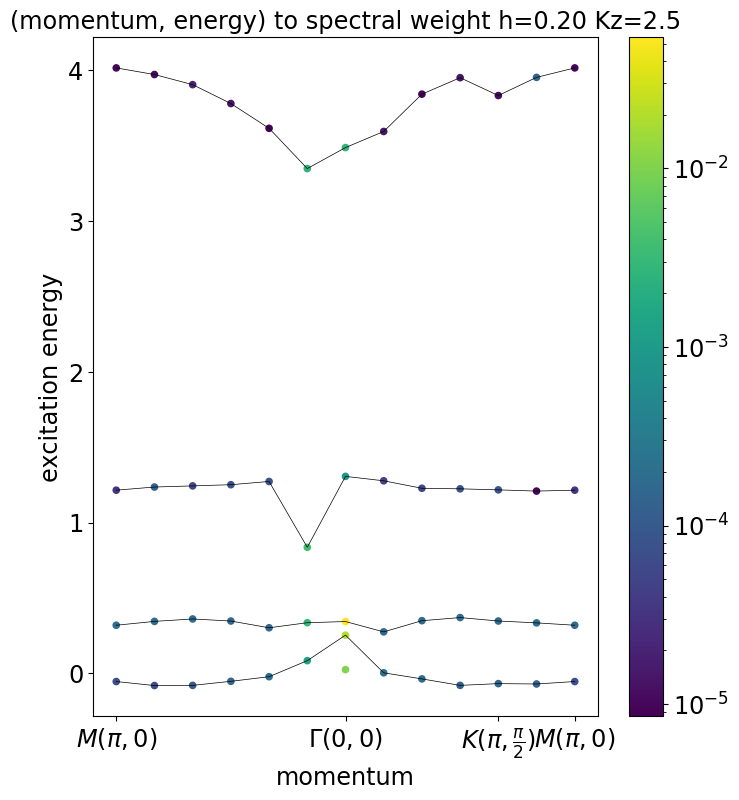 (momentum, energy) to spectral weight h=0.20 Kz=2.5
4
3
2
1
0
excitation energy
M(π, 0)
Γ(0, 0)
K(π, π/2)
M(π, 0)
momentum
10⁻²
10⁻³
10⁻⁴
10⁻⁵